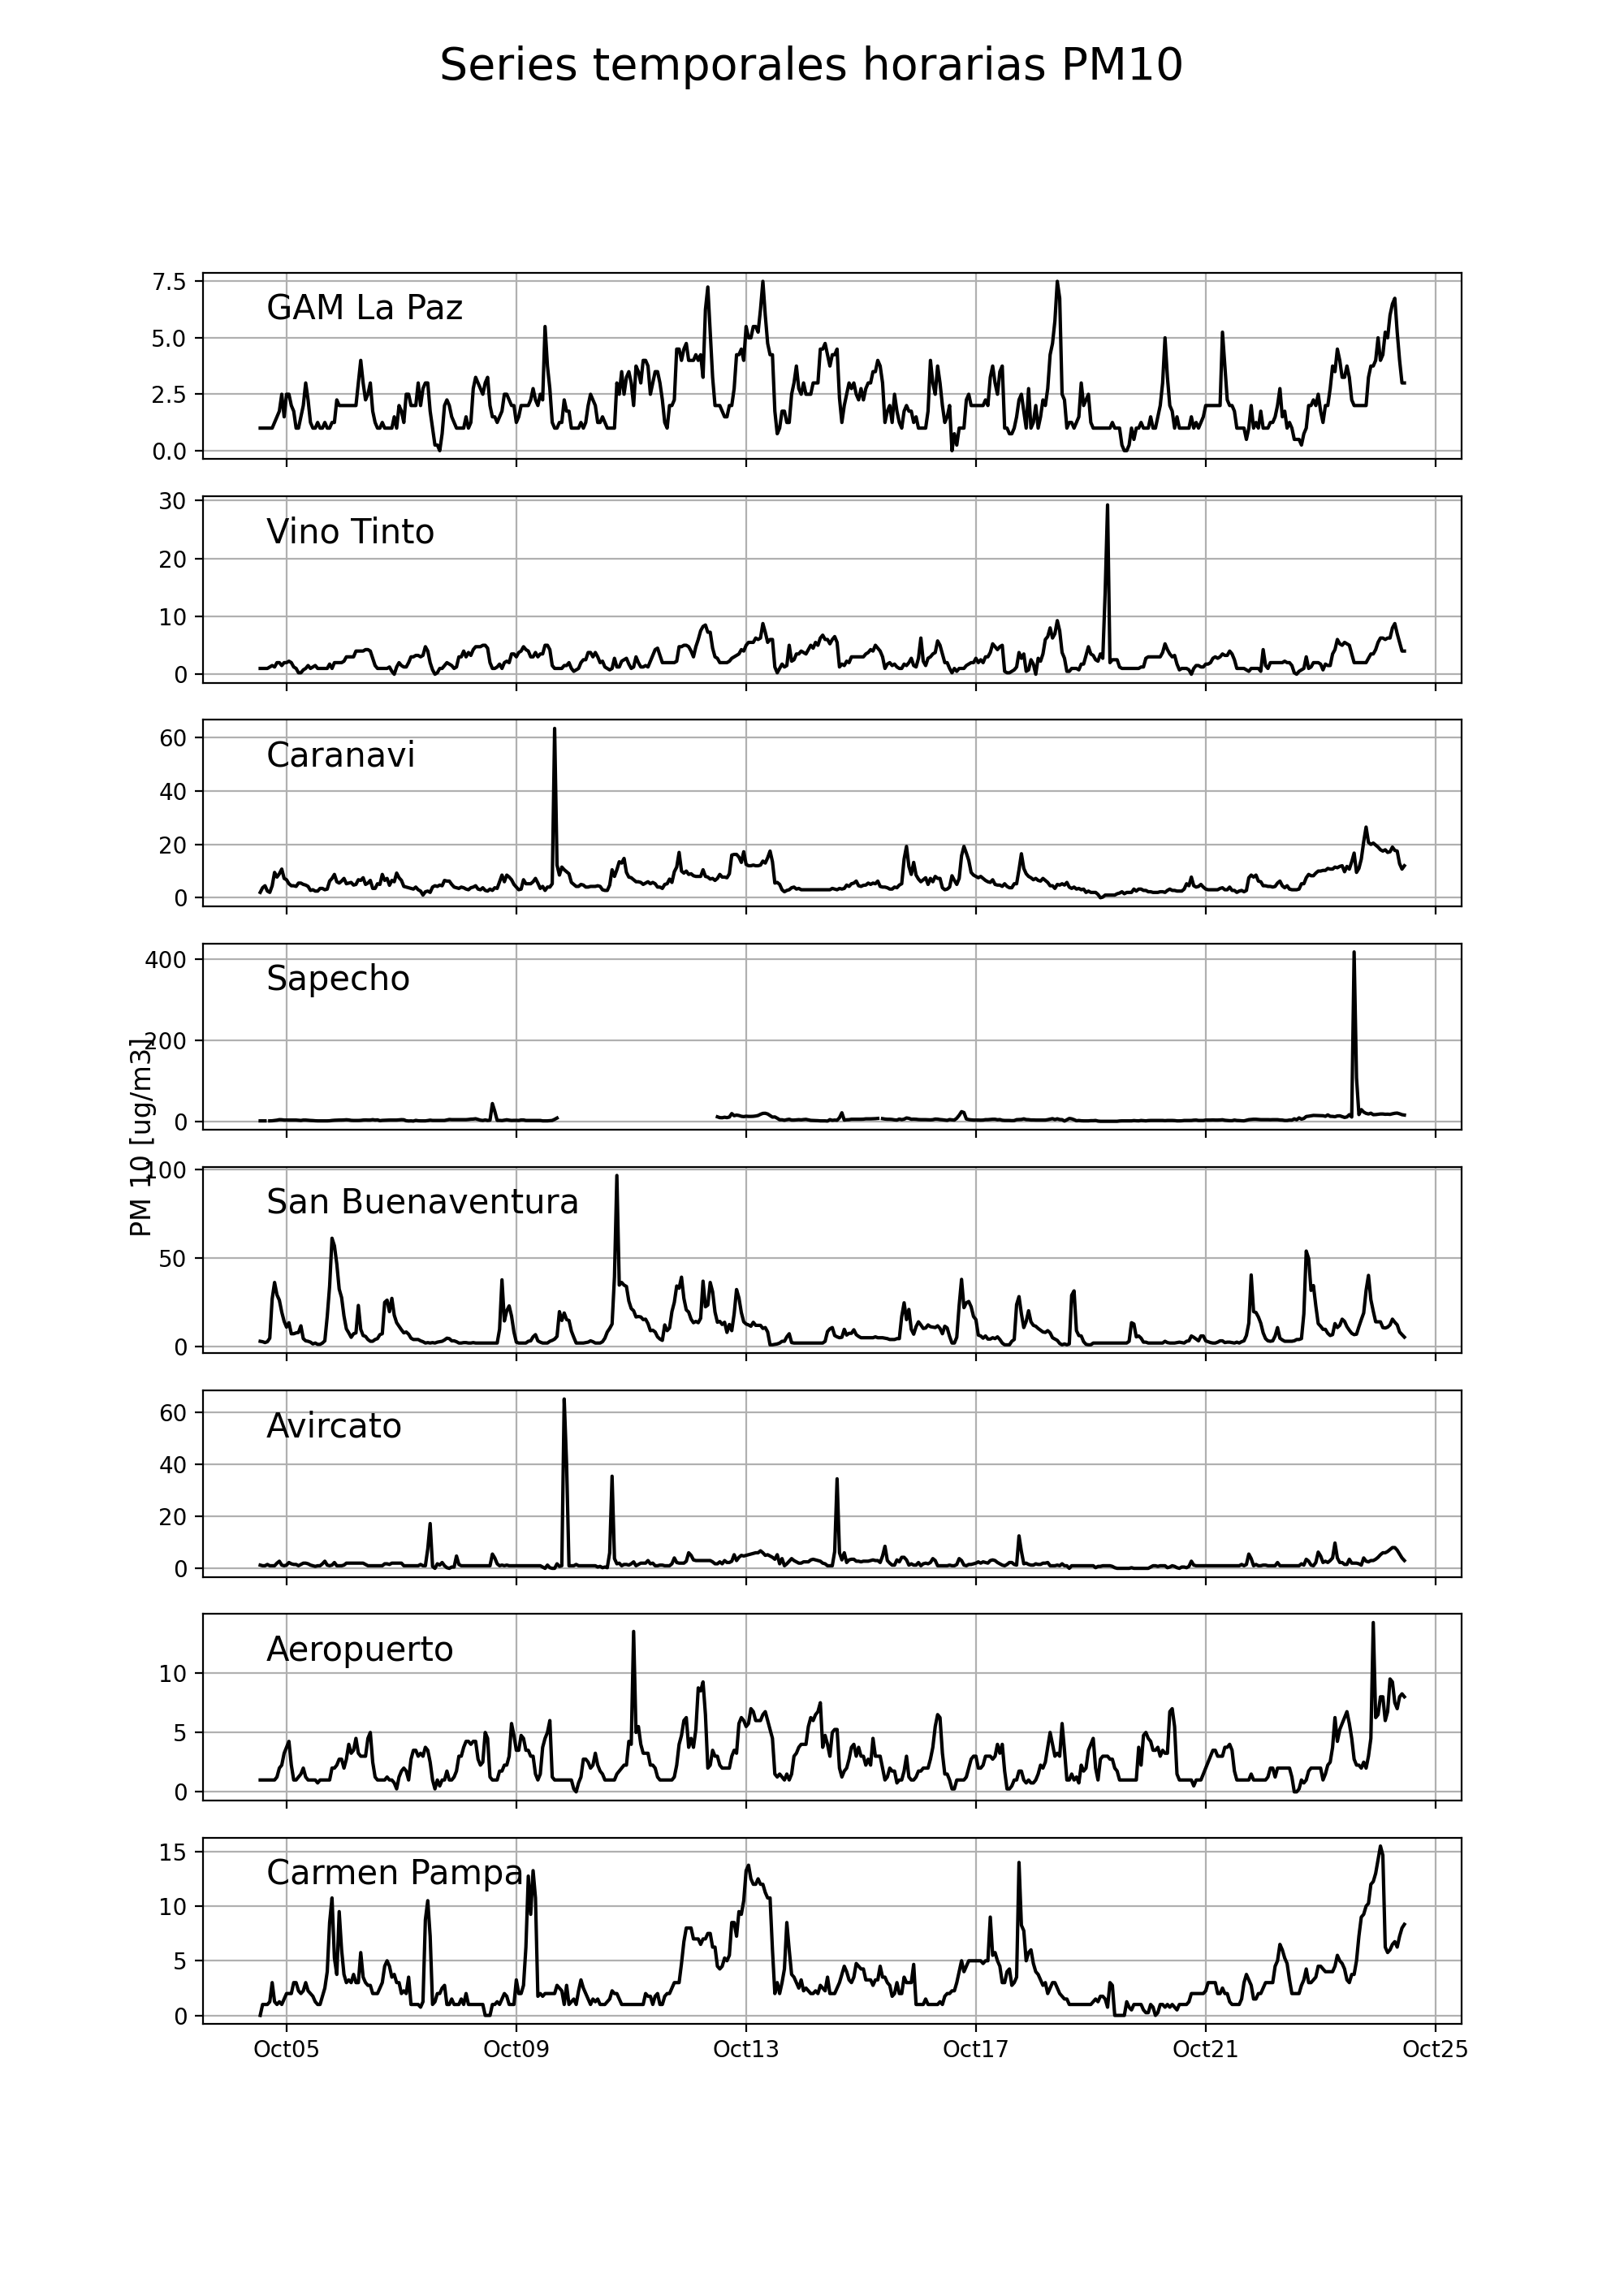 Series temporales horarias PM10
7.5
5.0
2.5
0.0
GAM La Paz
30
20
10
0
Vino Tinto
60
40
20
0
Caranavi
400
200
0
Sapecho
PM 10 [ug/m3]
100
50
0
San Buenaventura
60
40
20
0
Avircato
10
5
0
Aeropuerto
15
10
5
0
Carmen Pampa
Oct05 Oct09 Oct13 Oct17 Oct21 Oct25